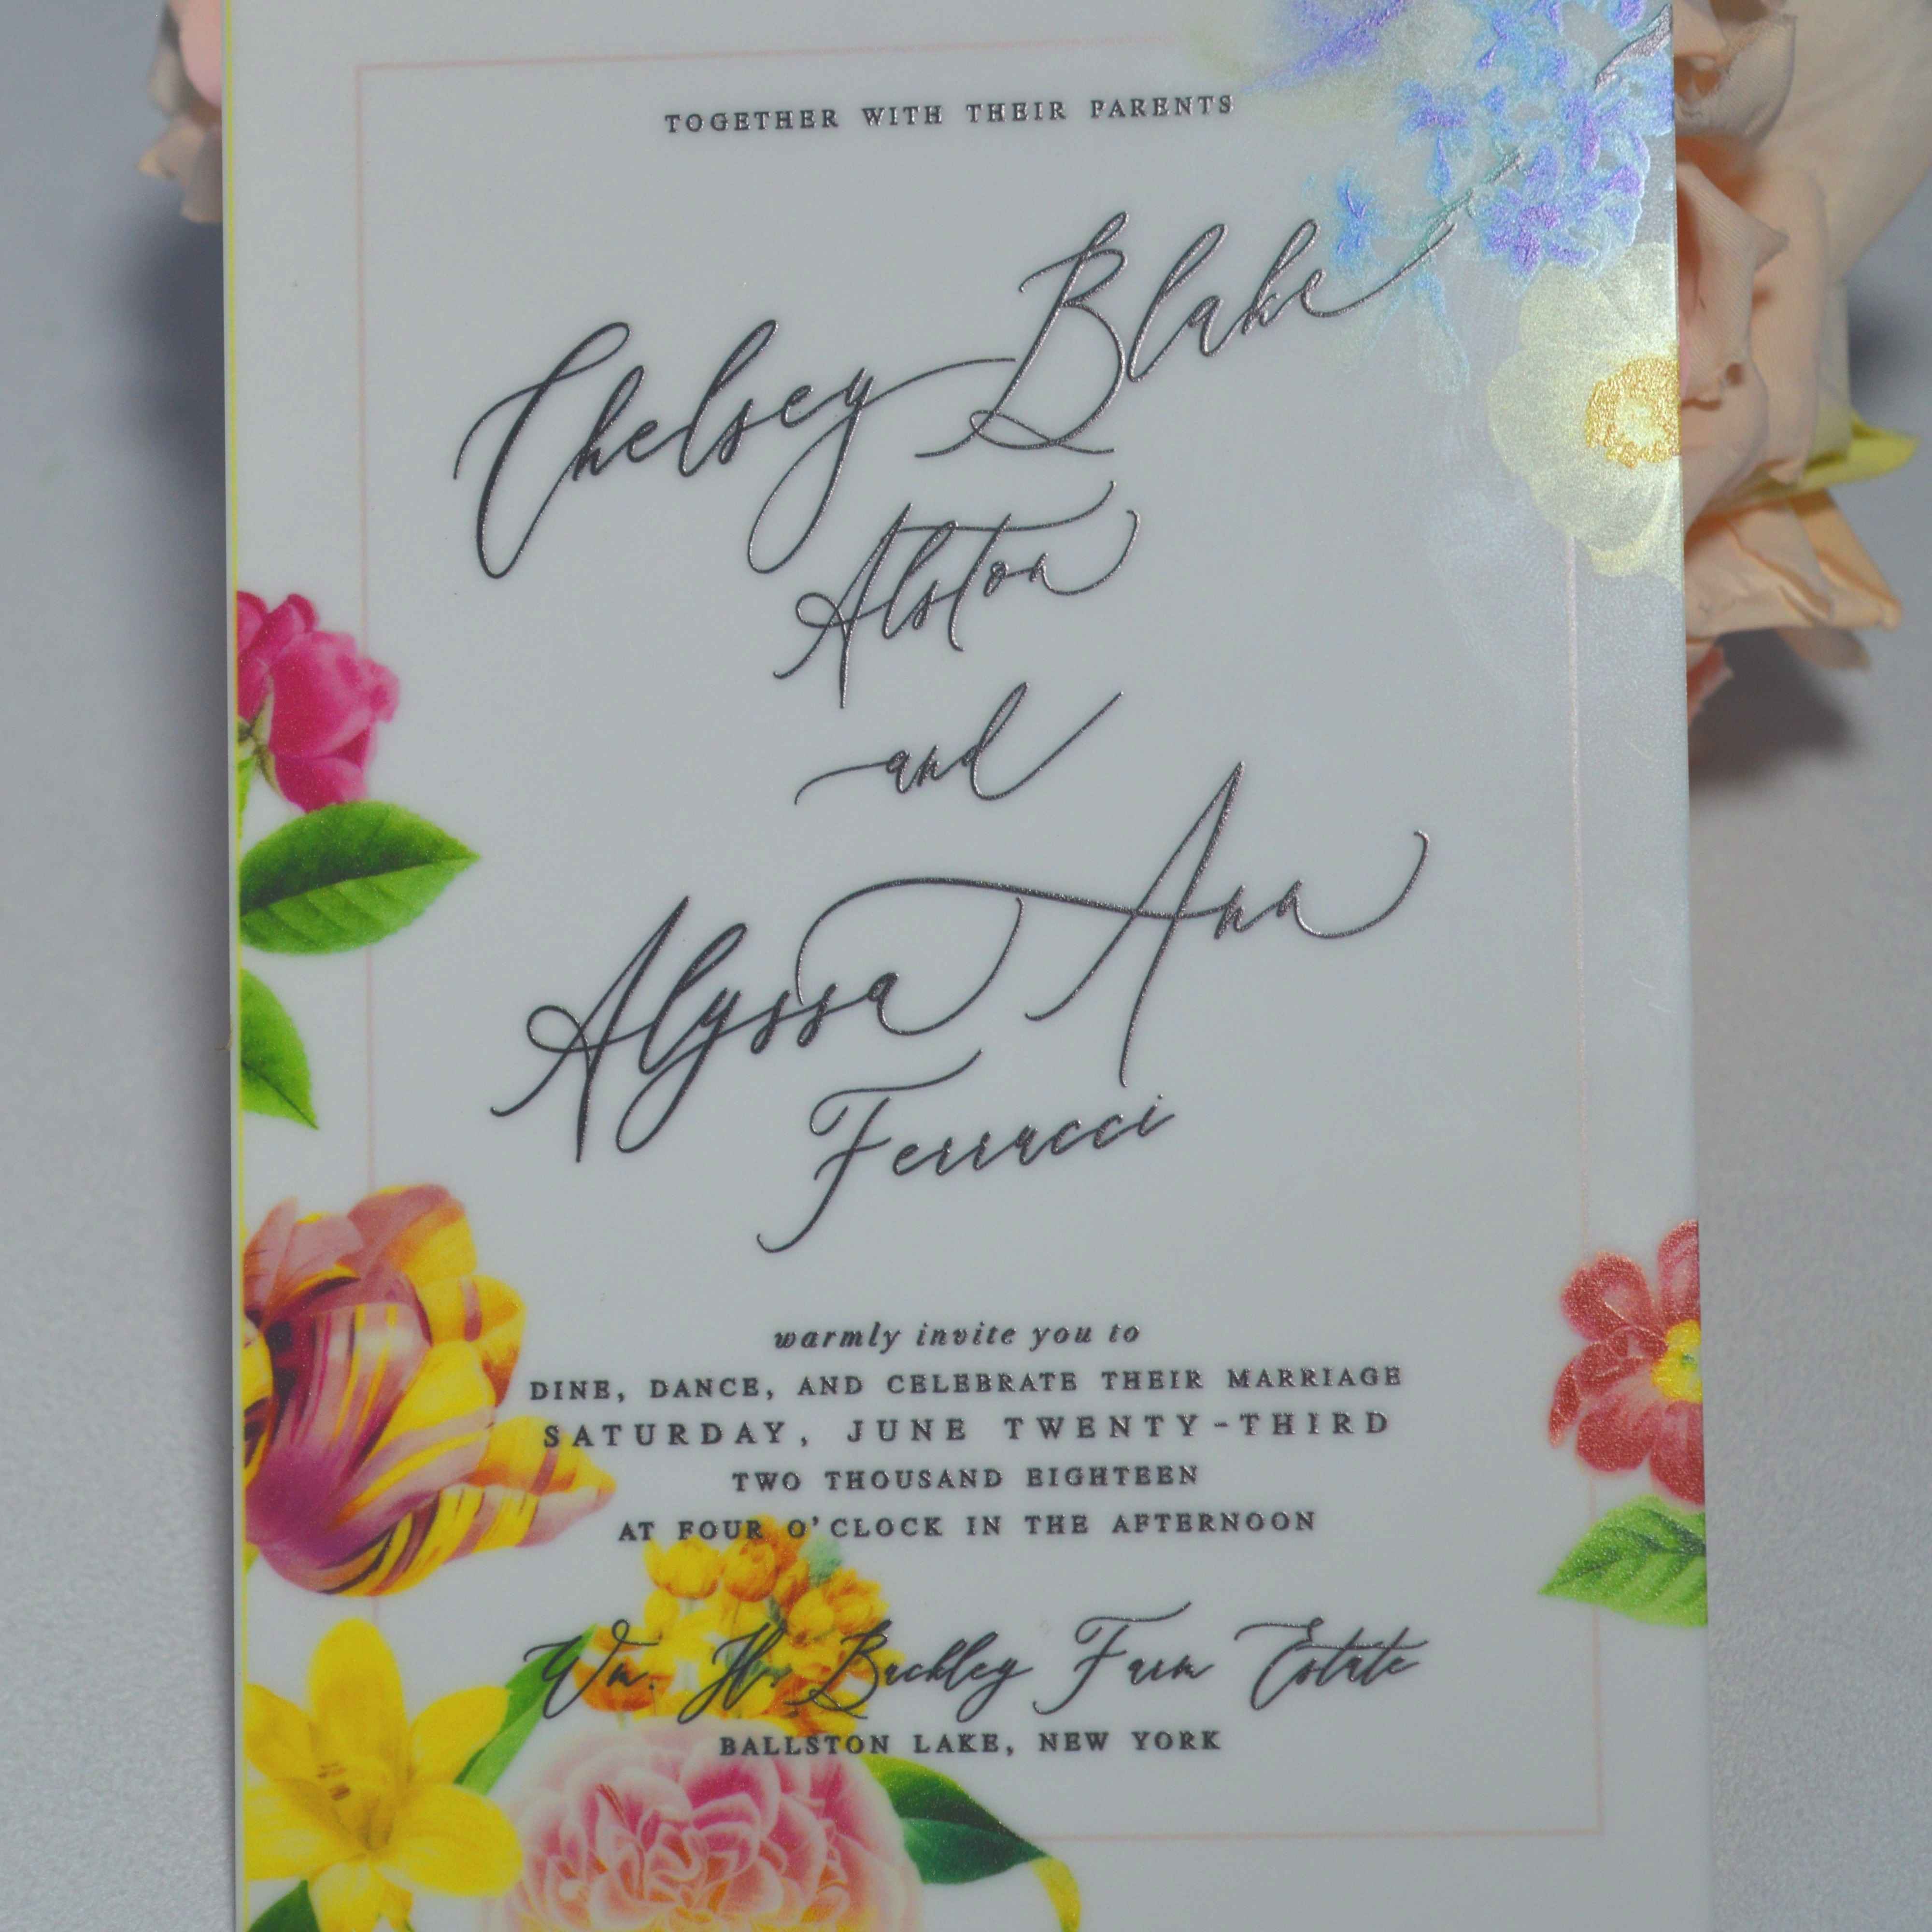 TOGETHER WITH THEIR PARENTS
Chelsey Blake
Alston
and
Alyssa Ann
Ferrucci
warmly invite you to
DINE, DANCE, AND CELEBRATE THEIR MARRIAGE
SATURDAY, JUNE TWENTY-THIRD
TWO THOUSAND EIGHTEEN
AT FOUR O'CLOCK IN THE AFTERNOON
Wm. H. Buckley Farm Estate
BALLSTON LAKE, NEW YORK